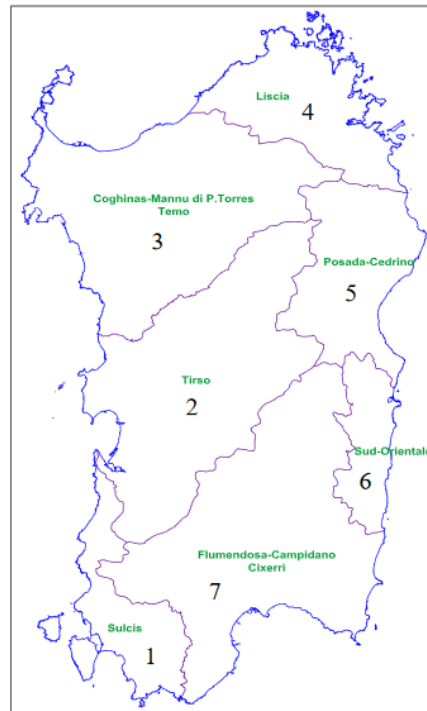 Liscia
4
Coghinas-Mannu di P.Torres
Temo
3
Posada-Cedrino
5
Tirso
2
Sud-Orientale
6
Flumendosa-Campidano
Cixerri
7
Sulcis
1